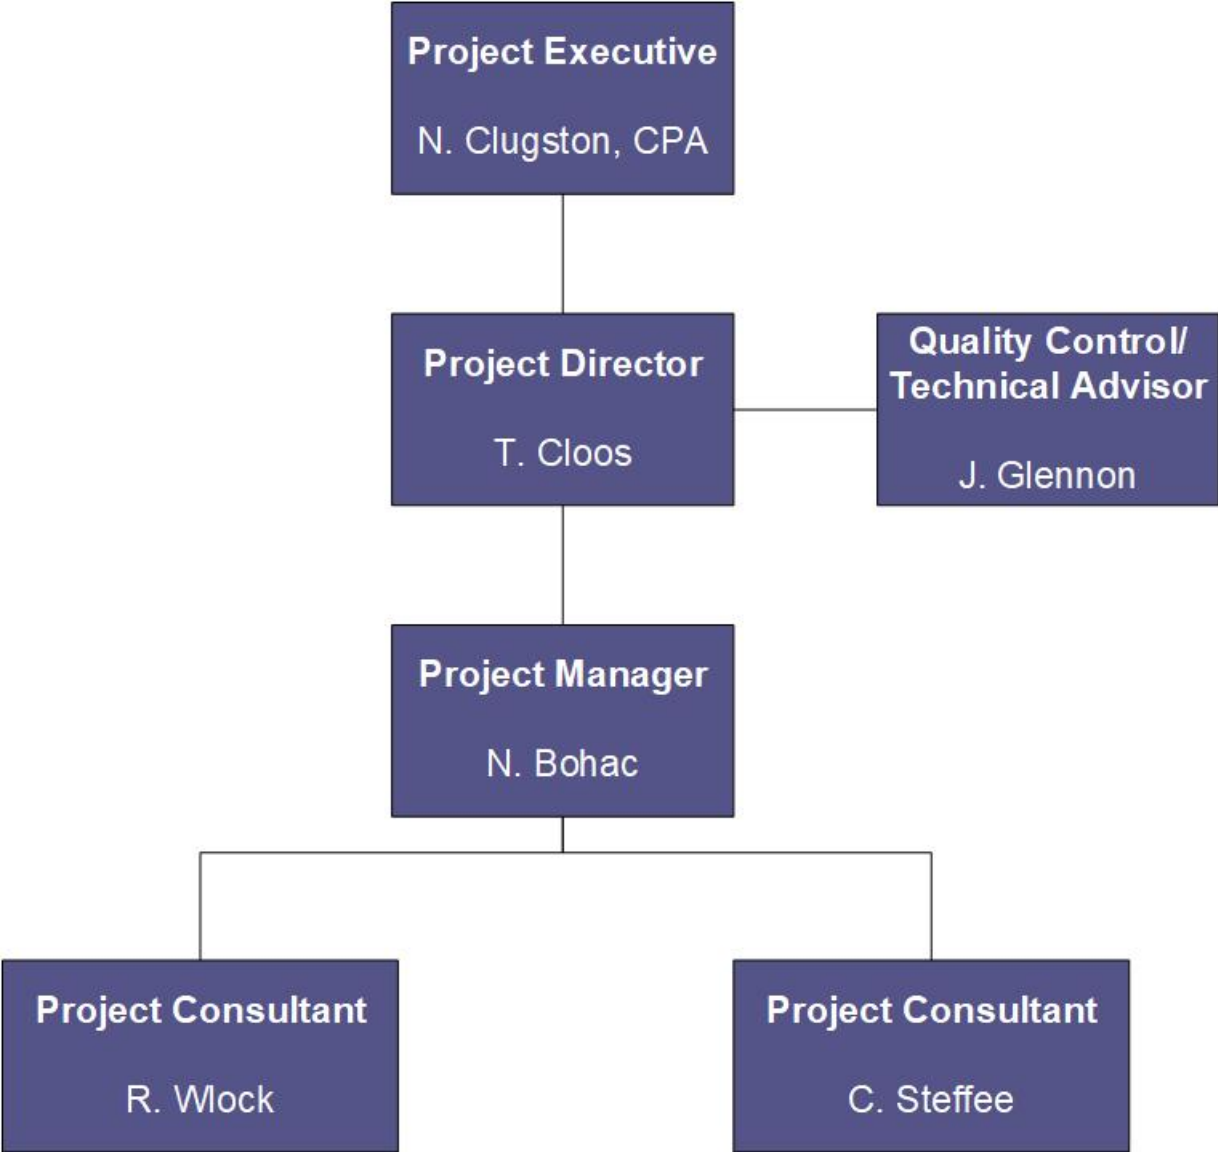 Project Executive
N. Clugston, CPA
Project Director
T. Cloos
Quality Control/
Technical Advisor
J. Glennon
Project Manager
N. Bohac
Project Consultant
R. Wlock
Project Consultant
C. Steffee